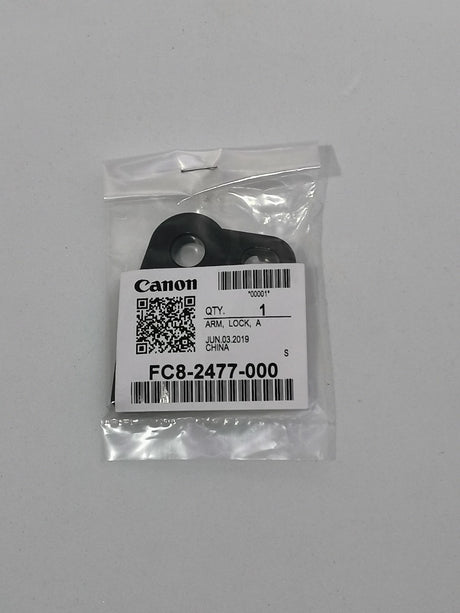 Canon
*00001*
QTY. 1
ARM, LOCK, A
JUN.03.2019
CHINA
S
FC8-2477-000